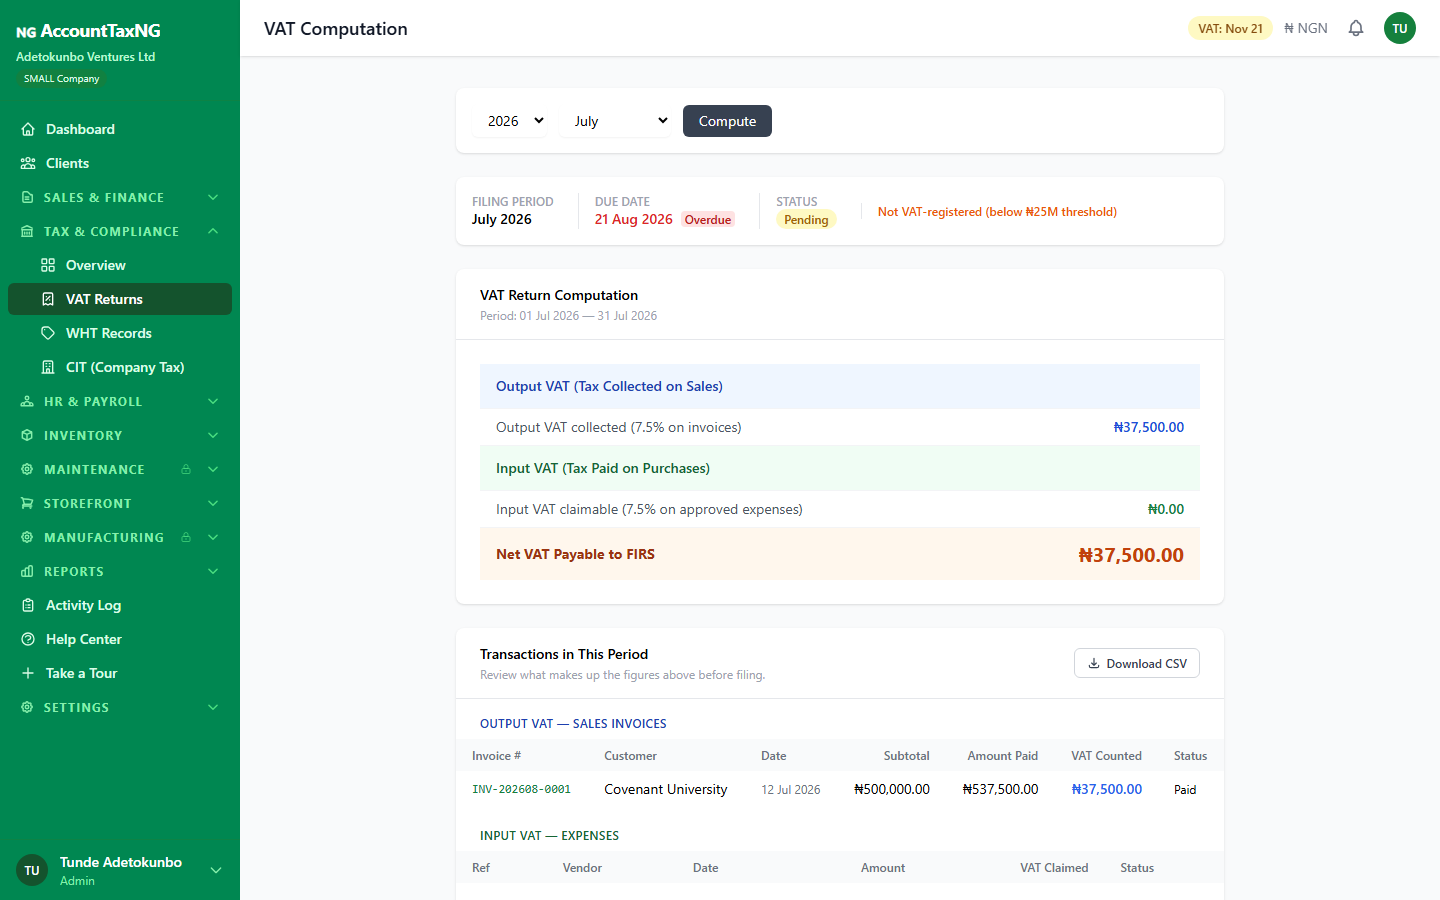 NG AccountTaxNG
Adetokunbo Ventures Ltd
SMALL Company
Dashboard
Clients
SALES & FINANCE
TAX & COMPLIANCE
Overview
VAT Returns
WHT Records
CIT (Company Tax)
HR & PAYROLL
INVENTORY
MAINTENANCE
STOREFRONT
MANUFACTURING
REPORTS
Activity Log
Help Center
Take a Tour
SETTINGS
TU
Tunde Adetokunbo
Admin
VAT Computation
VAT: Nov 21
₦ NGN
TU
2026 July Compute
FILING PERIOD
July 2026
DUE DATE
21 Aug 2026 Overdue
STATUS
Pending
Not VAT-registered (below ₦25M threshold)
VAT Return Computation
Period: 01 Jul 2026 — 31 Jul 2026
Output VAT (Tax Collected on Sales)
Output VAT collected (7.5% on invoices) ₦37,500.00
Input VAT (Tax Paid on Purchases)
Input VAT claimable (7.5% on approved expenses) ₦0.00
Net VAT Payable to FIRS ₦37,500.00
Transactions in This Period
Review what makes up the figures above before filing.
Download CSV
OUTPUT VAT — SALES INVOICES
Invoice # Customer Date Subtotal Amount Paid VAT Counted Status
INV-202608-0001 Covenant University 12 Jul 2026 ₦500,000.00 ₦537,500.00 ₦37,500.00 Paid
INPUT VAT — EXPENSES
Ref Vendor Date Amount VAT Claimed Status